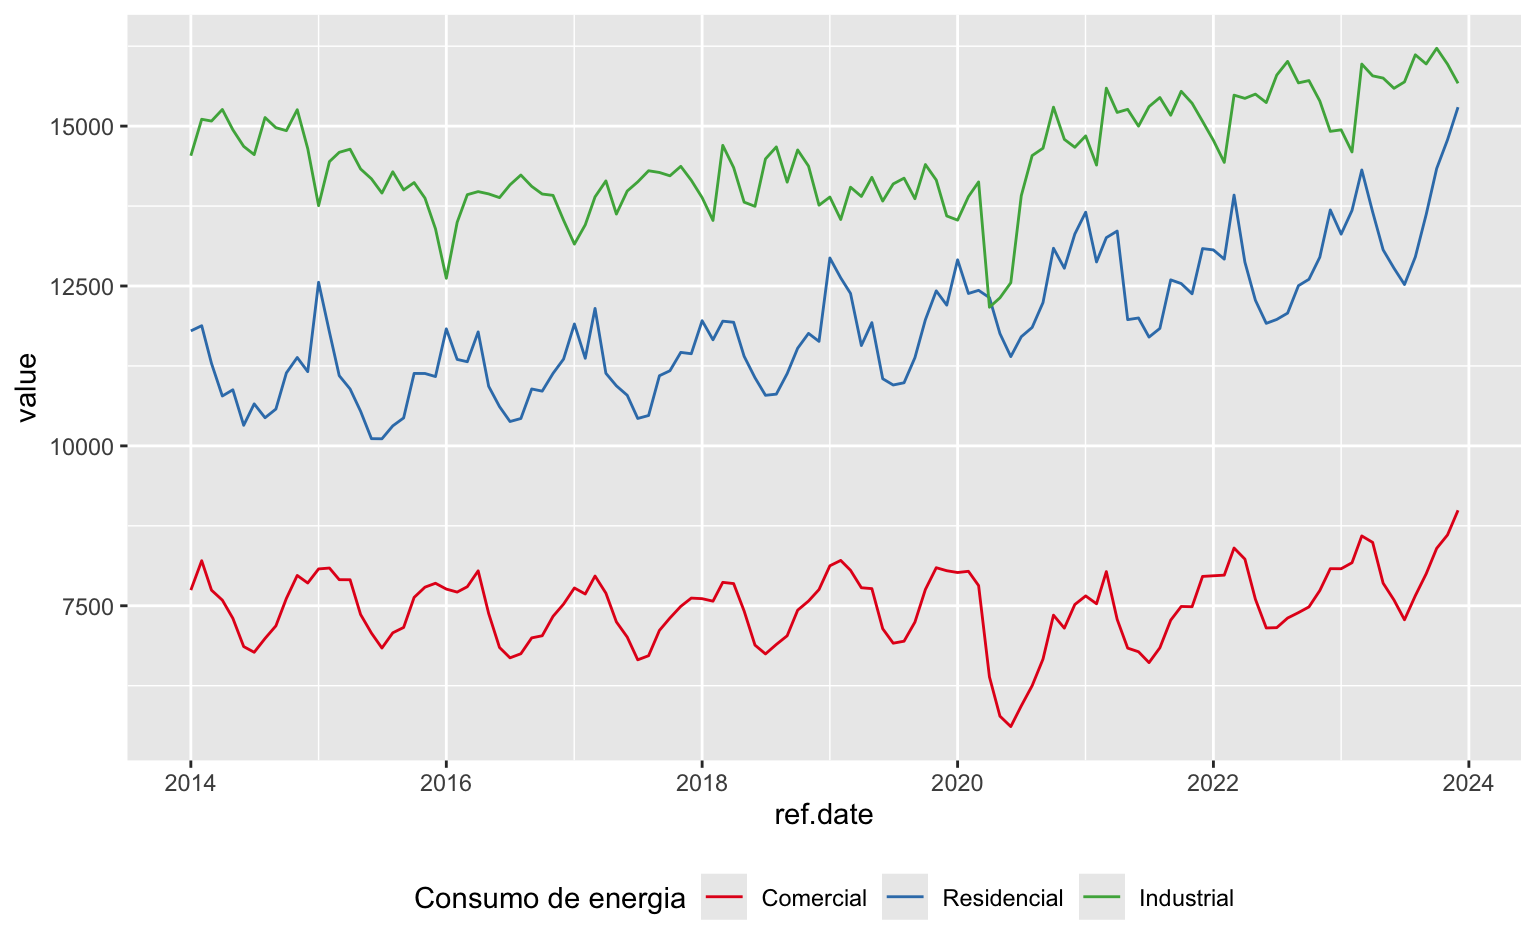 value
15000
12500
10000
7500
2014 2016 2018 2020 2022 2024
ref.date
Consumo de energia Comercial Residencial Industrial